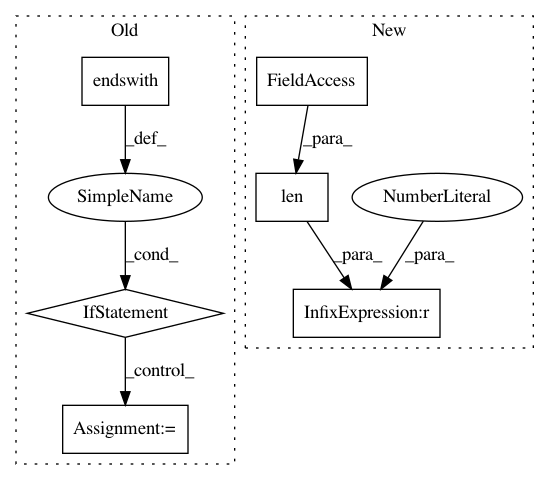 Old
New
endswith
FieldAccess
_def_
_para_
SimpleName
len
NumberLiteral
_cond_
_para_
_para_
IfStatement
InfixExpression:r
_control_
Assignment:=